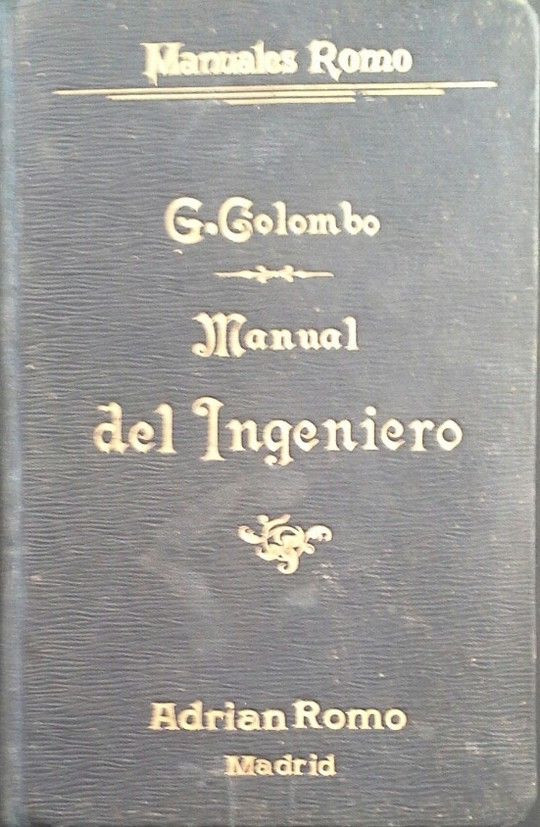 Manuales Romo
G. Colombo
Manual
del Ingeniero
Adrian Romo
Madrid